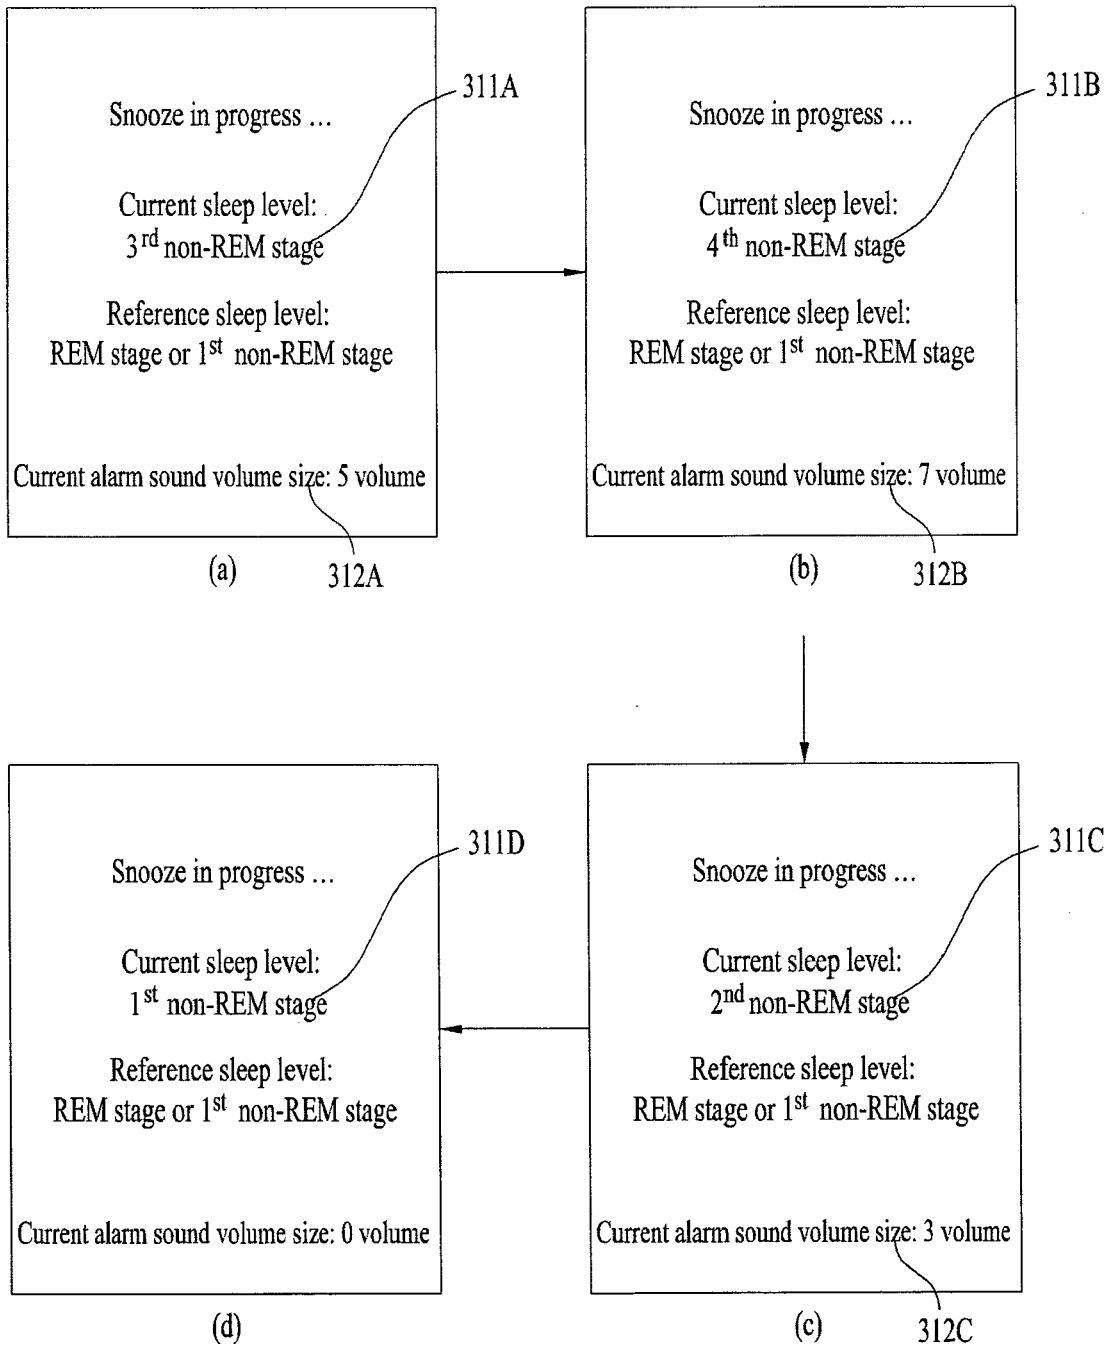 311A
Snooze in progress ...
Current sleep level:
3rd non-REM stage
Reference sleep level:
REM stage or 1st non-REM stage
Current alarm sound volume size: 5 volume
(a)
312A
311B
Snooze in progress ...
Current sleep level:
4th non-REM stage
Reference sleep level:
REM stage or 1st non-REM stage
Current alarm sound volume size: 7 volume
(b)
312B
311D
Snooze in progress ...
Current sleep level:
1st non-REM stage
Reference sleep level:
REM stage or 1st non-REM stage
Current alarm sound volume size: 0 volume
(d)
311C
Snooze in progress ...
Current sleep level:
2nd non-REM stage
Reference sleep level:
REM stage or 1st non-REM stage
Current alarm sound volume size: 3 volume
(c)
312C